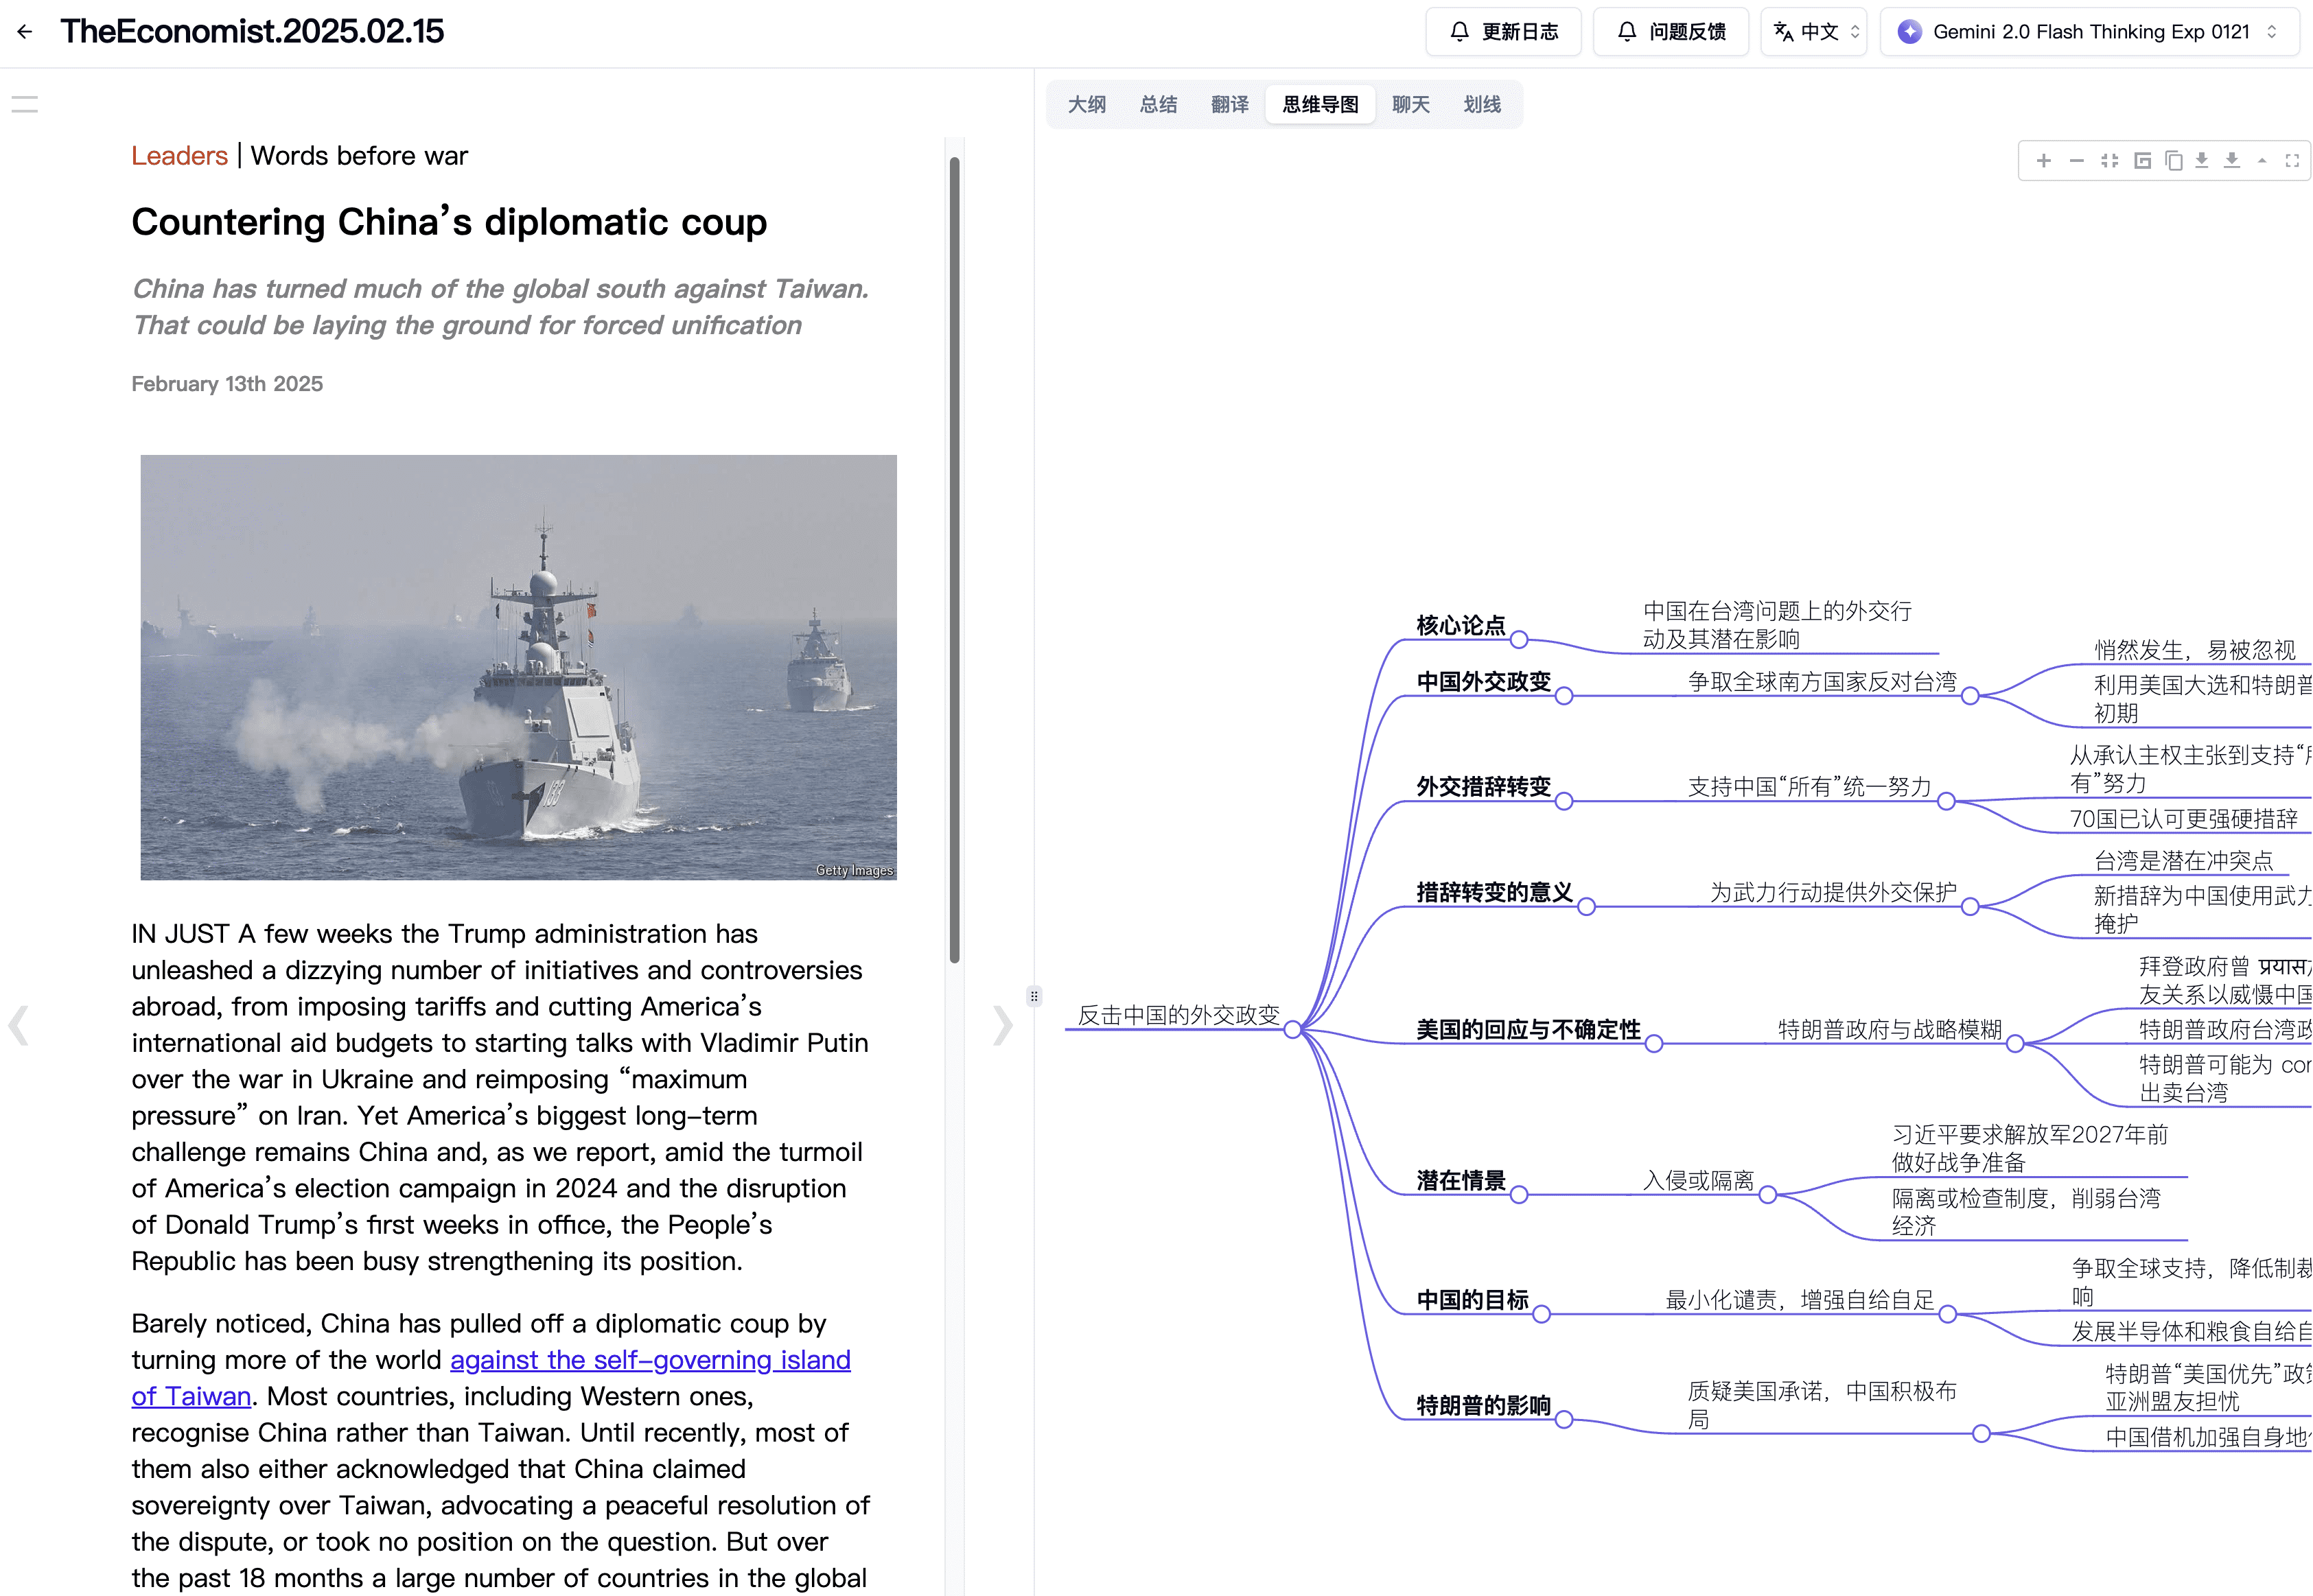 TheEconomist.2025.02.15
更新日志
问题反馈
中文
Gemini 2.0 Flash Thinking Exp 0121
大纲 总结 翻译 思维导图 聊天 划线
Leaders | Words before war
Countering China’s diplomatic coup
China has turned much of the global south against Taiwan.
That could be laying the ground for forced unification
February 13th 2025
Getty Images
IN JUST A few weeks the Trump administration has
unleashed a dizzying number of initiatives and controversies
abroad, from imposing tariffs and cutting America’s
international aid budgets to starting talks with Vladimir Putin
over the war in Ukraine and reimposing “maximum
pressure” on Iran. Yet America’s biggest long-term
challenge remains China and, as we report, amid the turmoil
of America’s election campaign in 2024 and the disruption
of Donald Trump’s first weeks in office, the People’s
Republic has been busy strengthening its position.
Barely noticed, China has pulled off a diplomatic coup by
turning more of the world against the self-governing island
of Taiwan. Most countries, including Western ones,
recognise China rather than Taiwan. Until recently, most of
them also either acknowledged that China claimed
sovereignty over Taiwan, advocating a peaceful resolution of
the dispute, or took no position on the question. But over
the past 18 months a large number of countries in the global
反击中国的外交政变
核心论点
中国在台湾问题上的外交行
动及其潜在影响
中国外交政变
争取全球南方国家反对台湾
悄然发生，易被忽视
利用美国大选和特朗普
初期
外交措辞转变
支持中国“所有”统一努力
从承认主权主张到支持“所
有”努力
70国已认可更强硬措辞
措辞转变的意义
为武力行动提供外交保护
台湾是潜在冲突点
新措辞为中国使用武力
掩护
美国的回应与不确定性
特朗普政府与战略模糊
拜登政府曾 प्रयास
友关系以威慑中国
特朗普政府台湾政
特朗普可能为 con
出卖台湾
潜在情景
入侵或隔离
习近平要求解放军2027年前
做好战争准备
隔离或检查制度，削弱台湾
经济
中国的目标
最小化谴责，增强自给自足
争取全球支持，降低制裁
响
发展半导体和粮食自给自
特朗普的影响
质疑美国承诺，中国积极布
局
特朗普“美国优先”政策
亚洲盟友担忧
中国借机加强自身地